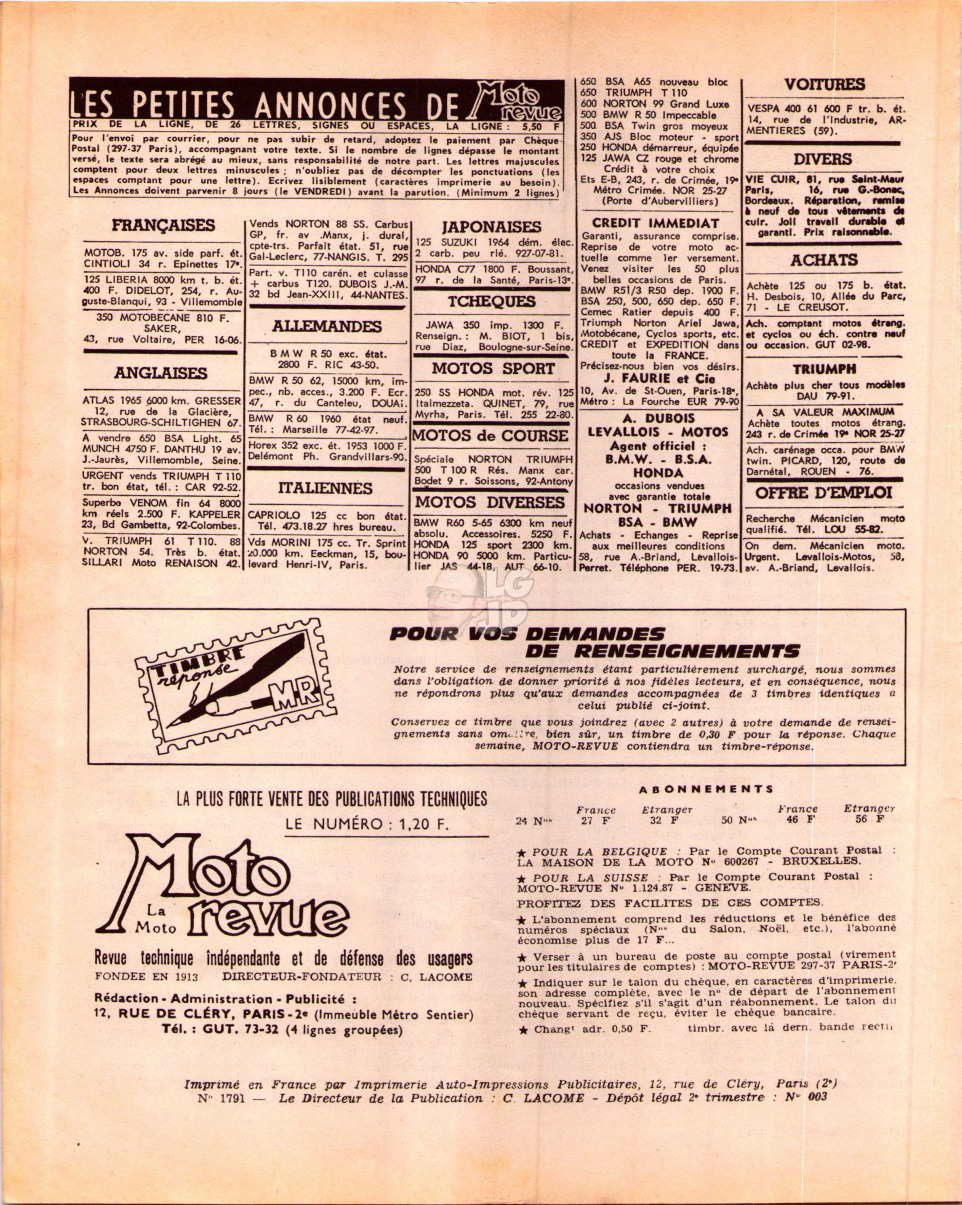 LES PETITES ANNONCES DE Moto revue
PRIX DE LA LIGNE, DE 26 LETTRES, SIGNES OU ESPACES, LA LIGNE : 5,50 F
Pour l'envoi par courrier, pour ne pas subir de retard, adoptez le paiement par Chèque-
Postal (297-37 Paris), accompagnant votre texte. Si le nombre de lignes dépasse le montant
versé, le texte sera abrégé au mieux, sans responsabilité de notre part. Les lettres majuscules
comptent pour deux lettres minuscules ; n'oubliez pas de décompter les ponctuations (les
espaces comptant pour une lettre). Ecrivez lisiblement (caractères imprimerie au besoin).
Les Annonces doivent parvenir 8 jours (le VENDREDI) avant la parution. (Minimum 2 lignes)
FRANÇAISES
MOTOB. 175 av. side parf. ét.
CINTIOLI 34 r. Epinettes 17e.
125 LIBERIA 8000 km t. b. ét.
400 F. DIDELOT, 254, r. Au-
guste-Blanqui, 93 - Villemomble
350 MOTOBECANE 810 F.
SAKER,
43, rue Voltaire, PER 16-06.
ANGLAISES
ATLAS 1965 6000 km. GRESSER
12, rue de la Glacière,
STRASBOURG-SCHILTIGHEN 67.
A vendre 650 BSA Light. 65
MUNCH 4750 F. DANTHU 19 av.
J.-Jaurès, Villemomble, Seine.
URGENT vends TRIUMPH T 110
tr. bon état, tél. : CAR 92-52.
Superbe VENOM fin 64 8000
km réels 2.500 F. KAPPELER
23, Bd Gambetta, 92-Colombes.
V. TRIUMPH 61 T 110. 88
NORTON 54. Très b. état.
SILLARI Moto RENAISON 42.
Vends NORTON 88 SS. Carbus
GP, fr. av .Manx, j. dural,
cpte-trs. Parfait état. 51, rue
Gal-Leclerc, 77-NANGIS. T. 295
Part. v. T110 carén. et culasse
+ carbus T120. DUBOIS J.-M.
32 bd Jean-XXIII, 44-NANTES.
ALLEMANDES
B M W R 50 exc. état.
2800 F. RIC 43-50.
BMW R 50 62, 15000 km, im-
pec., nb. acces., 3.200 F. Ecr.
47, r. du Canteleu, DOUAI.
BMW R 60 1960 état neuf.
Tél. : Marseille 77-42-97.
Horex 352 exc. ét. 1953 1000 F.
Delémont Ph. Grandvillars-90.
ITALIENNES
CAPRIOLO 125 cc bon état.
Tél. 473.18.27 hres bureau.
Vds MORINI 175 cc. Tr. Sprint
20.000 km. Eeckman, 15, bou-
levard Henri-IV, Paris.
JAPONAISES
125 SUZUKI 1964 dém. élec.
2 carb. peu rlé. 927-07-81.
HONDA C77 1800 F. Boussant,
97 r. de la Santé, Paris-13e.
TCHEQUES
JAWA 350 imp. 1300 F.
Renseign. : M. BIOT, 1 bis,
rue Diaz, Boulogne-sur-Seine.
MOTOS SPORT
250 SS HONDA mot. rév. 125
Italmezzeta. QUINET, 79, rue
Myrha, Paris. Tél. 255 22-80.
MOTOS de COURSE
Spéciale NORTON TRIUMPH
500 T 100 R Rés. Manx car.
Bodet 9 r. Soissons, 92-Antony
MOTOS DIVERSES
BMW R60 5-65 6300 km neuf
absolu. Accessoires. 5250 F.
HONDA 125 sport 2300 km.
HONDA 90 5000 km. Particu-
lier JAS 44-18, AUT 66-10.
650 BSA A65 nouveau bloc
650 TRIUMPH T 110
600 NORTON 99 Grand Luxe
500 BMW R 50 Impeccable
500 BSA Twin gros moyeux
350 AJS Bloc moteur - sport
250 HONDA démarreur, équipée
125 JAWA CZ rouge et chrome
Crédit à votre choix
Ets E-B, 243, r. de Crimée, 19e
Métro Crimée. NOR 25-27
(Porte d'Aubervilliers)
CREDIT IMMEDIAT
Garanti, assurance comprise.
Reprise de votre moto ac-
tuelle comme 1er versement.
Venez visiter les 50 plus
belles occasions de Paris.
BMW R51/3 R50 dep. 1900 F.
BSA 250, 500, 650 dep. 650 F.
Cemec Ratier depuis 400 F.
Triumph Norton Ariel Jawa,
Motobécane, Cyclos sports, etc.
CREDIT et EXPEDITION dans
toute la FRANCE.
Précisez-nous bien vos désirs.
J. FAURIE et Cie
10, Av. de St-Ouen, Paris-18e,
Métro : La Fourche EUR 79-90
A. DUBOIS
LEVALLOIS - MOTOS
Agent officiel :
B.M.W. - B.S.A.
HONDA
occasions vendues
avec garantie totale
NORTON - TRIUMPH
BSA - BMW
Achats - Echanges - Reprise
aux meilleures conditions
58, rue A.-Briand, Levallois-
Perret. Téléphone PER. 19-73.
VOITURES
VESPA 400 61 600 F tr. b. ét.
14, rue de l'Industrie, AR-
MENTIERES (59).
DIVERS
VIE CUIR, 81, rue Saint-Maur
Paris, 16, rue G.-Bonac,
Bordeaux. Réparation, remise
à neuf de tous vêtements de
cuir. Joli travail durable et
garanti. Prix raisonnable.
ACHATS
Achète 125 ou 175 b. état.
H. Desbois, 10, Allée du Parc,
71 - LE CREUSOT.
Ach. comptant motos étrang.
et cyclos ou éch. contre neuf
ou occasion. GUT 02-98.
TRIUMPH
Achète plus cher tous modèles
DAU 79-91.
A SA VALEUR MAXIMUM
Achète toutes motos étrang.
243 r. de Crimée 19e NOR 25-27
Ach. carénage occa. pour BMW
twin. PICARD, 120, route de
Darnétal, ROUEN - 76.
OFFRE D'EMPLOI
Recherche Mécanicien moto
qualifié. Tél. LOU 55-82.
On dem. Mécanicien moto.
Urgent. Levallois-Motos, 58,
av. A.-Briand, Levallois.
LG
JD
TIMBRE
réponse
MR
POUR VOS DEMANDES
DE RENSEIGNEMENTS
Notre service de renseignements étant particulièrement surchargé, nous sommes
dans l'obligation de donner priorité à nos fidèles lecteurs, et en conséquence, nous
ne répondrons plus qu'aux demandes accompagnées de 3 timbres identiques a
celui publié ci-joint.
Conservez ce timbre que vous joindrez (avec 2 autres) à votre demande de rensei-
gnements sans omettre, bien sûr, un timbre de 0,30 F pour la réponse. Chaque
semaine, MOTO-REVUE contiendra un timbre-réponse.
LA PLUS FORTE VENTE DES PUBLICATIONS TECHNIQUES
LE NUMÉRO : 1,20 F.
Moto
La Moto revue
Revue technique indépendante et de défense des usagers
FONDEE EN 1913 DIRECTEUR-FONDATEUR : C. LACOME
Rédaction - Administration - Publicité :
12, RUE DE CLÉRY, PARIS-2e (Immeuble Métro Sentier)
Tél. : GUT. 73-32 (4 lignes groupées)
ABONNEMENTS
France Etranger France Etranger
24 Nos 27 F 32 F 50 Nos 46 F 56 F
★ POUR LA BELGIQUE : Par le Compte Courant Postal :
LA MAISON DE LA MOTO No 600267 - BRUXELLES.
★ POUR LA SUISSE : Par le Compte Courant Postal :
MOTO-REVUE No 1.124.87 - GENEVE.
PROFITEZ DES FACILITES DE CES COMPTES.
★ L'abonnement comprend les réductions et le bénéfice des
numéros spéciaux (Nos du Salon, Noël, etc.), l'abonné
économise plus de 17 F...
★ Verser à un bureau de poste au compte postal (virement
pour les titulaires de comptes) : MOTO-REVUE 297-37 PARIS-2e
★ Indiquer sur le talon du chèque, en caractères d'imprimerie,
son adresse complète, avec le no de départ de l'abonnement
nouveau. Spécifiez s'il s'agit d'un réabonnement. Le talon du
chèque servant de reçu, éviter le chèque bancaire.
★ Changt adr. 0,50 F. timbr. avec la dern. bande
Imprimé en France par Imprimerie Auto-Impressions Publicitaires, 12, rue de Cléry, Paris (2e)
No 1791 — Le Directeur de la Publication : C. LACOME - Dépôt légal 2e trimestre : No 003